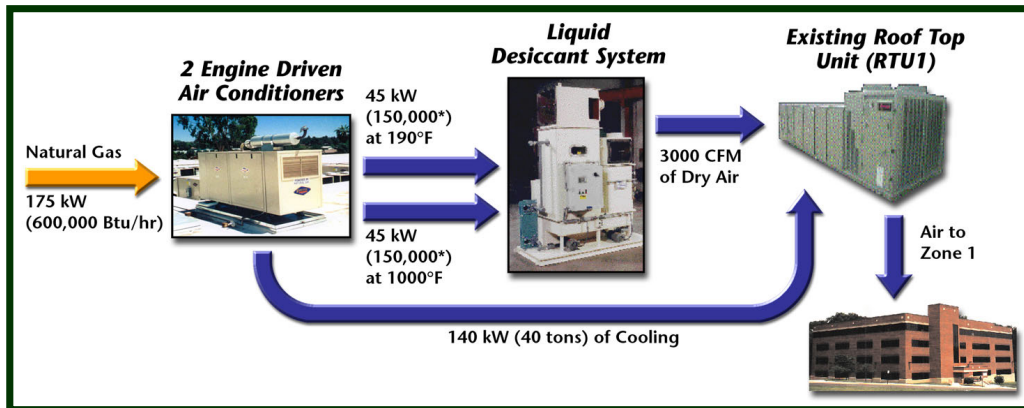 2 Engine Driven
Air Conditioners
Liquid
Desiccant System
Existing Roof Top
Unit (RTU1)
Natural Gas
175 kW
(600,000 Btu/hr)
45 kW
(150,000*)
at 190°F
45 kW
(150,000*)
at 1000°F
3000 CFM
of Dry Air
Air to
Zone 1
140 kW (40 tons) of Cooling